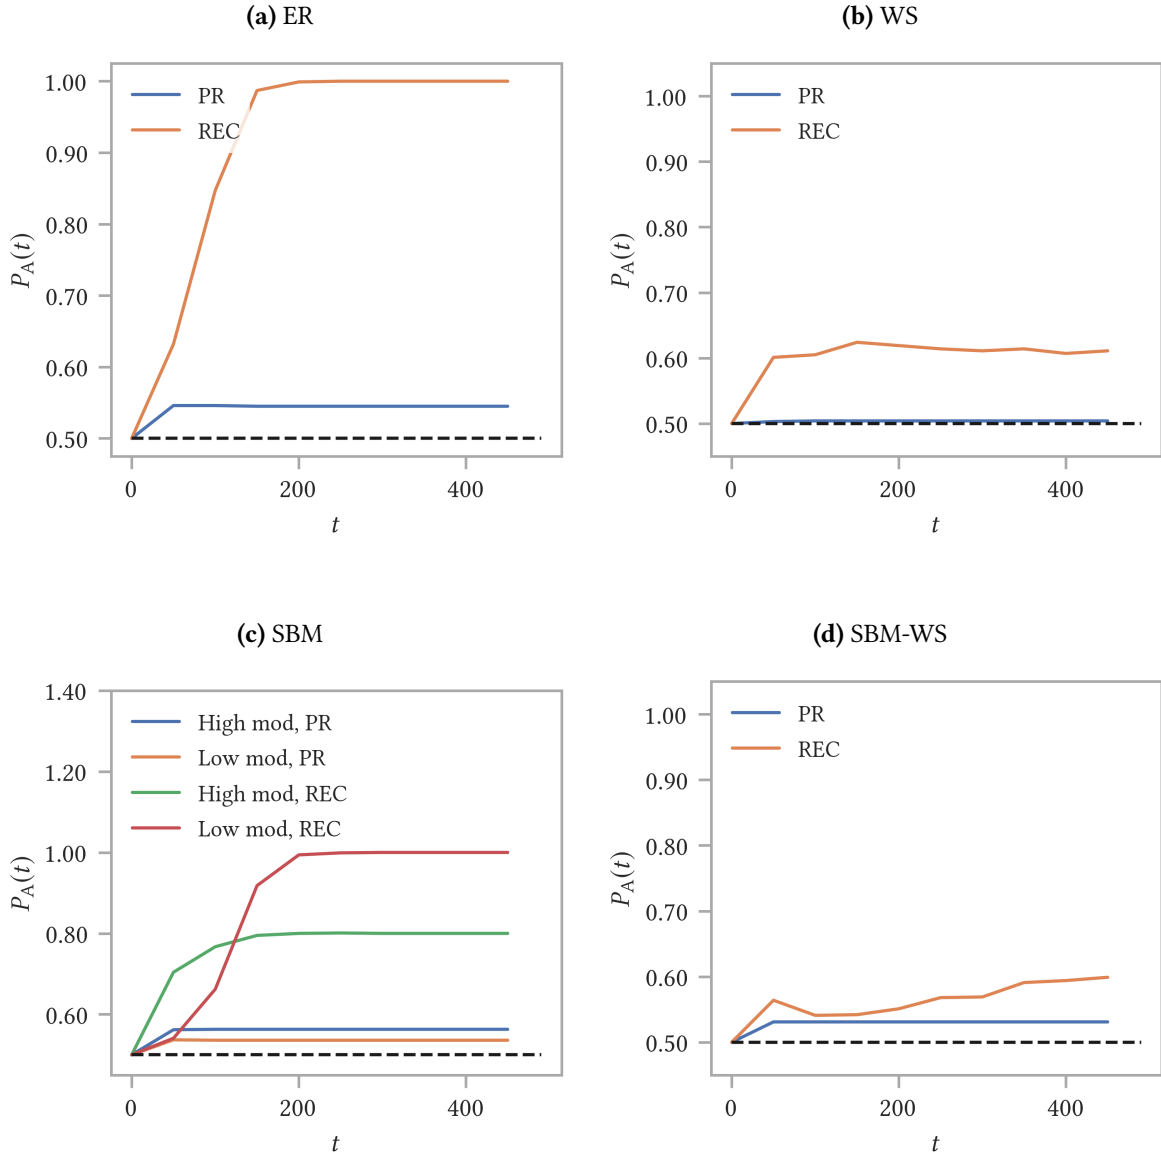 (a) ER
1.00
0.90
0.80
0.70
0.60
0.50
P_A(t)
PR
REC
0
200
400
t
(b) WS
1.00
0.90
0.80
0.70
0.60
0.50
P_A(t)
PR
REC
0
200
400
t
(c) SBM
1.40
1.20
1.00
0.80
0.60
P_A(t)
High mod, PR
Low mod, PR
High mod, REC
Low mod, REC
0
200
400
t
(d) SBM-WS
1.00
0.90
0.80
0.70
0.60
0.50
P_A(t)
PR
REC
0
200
400
t